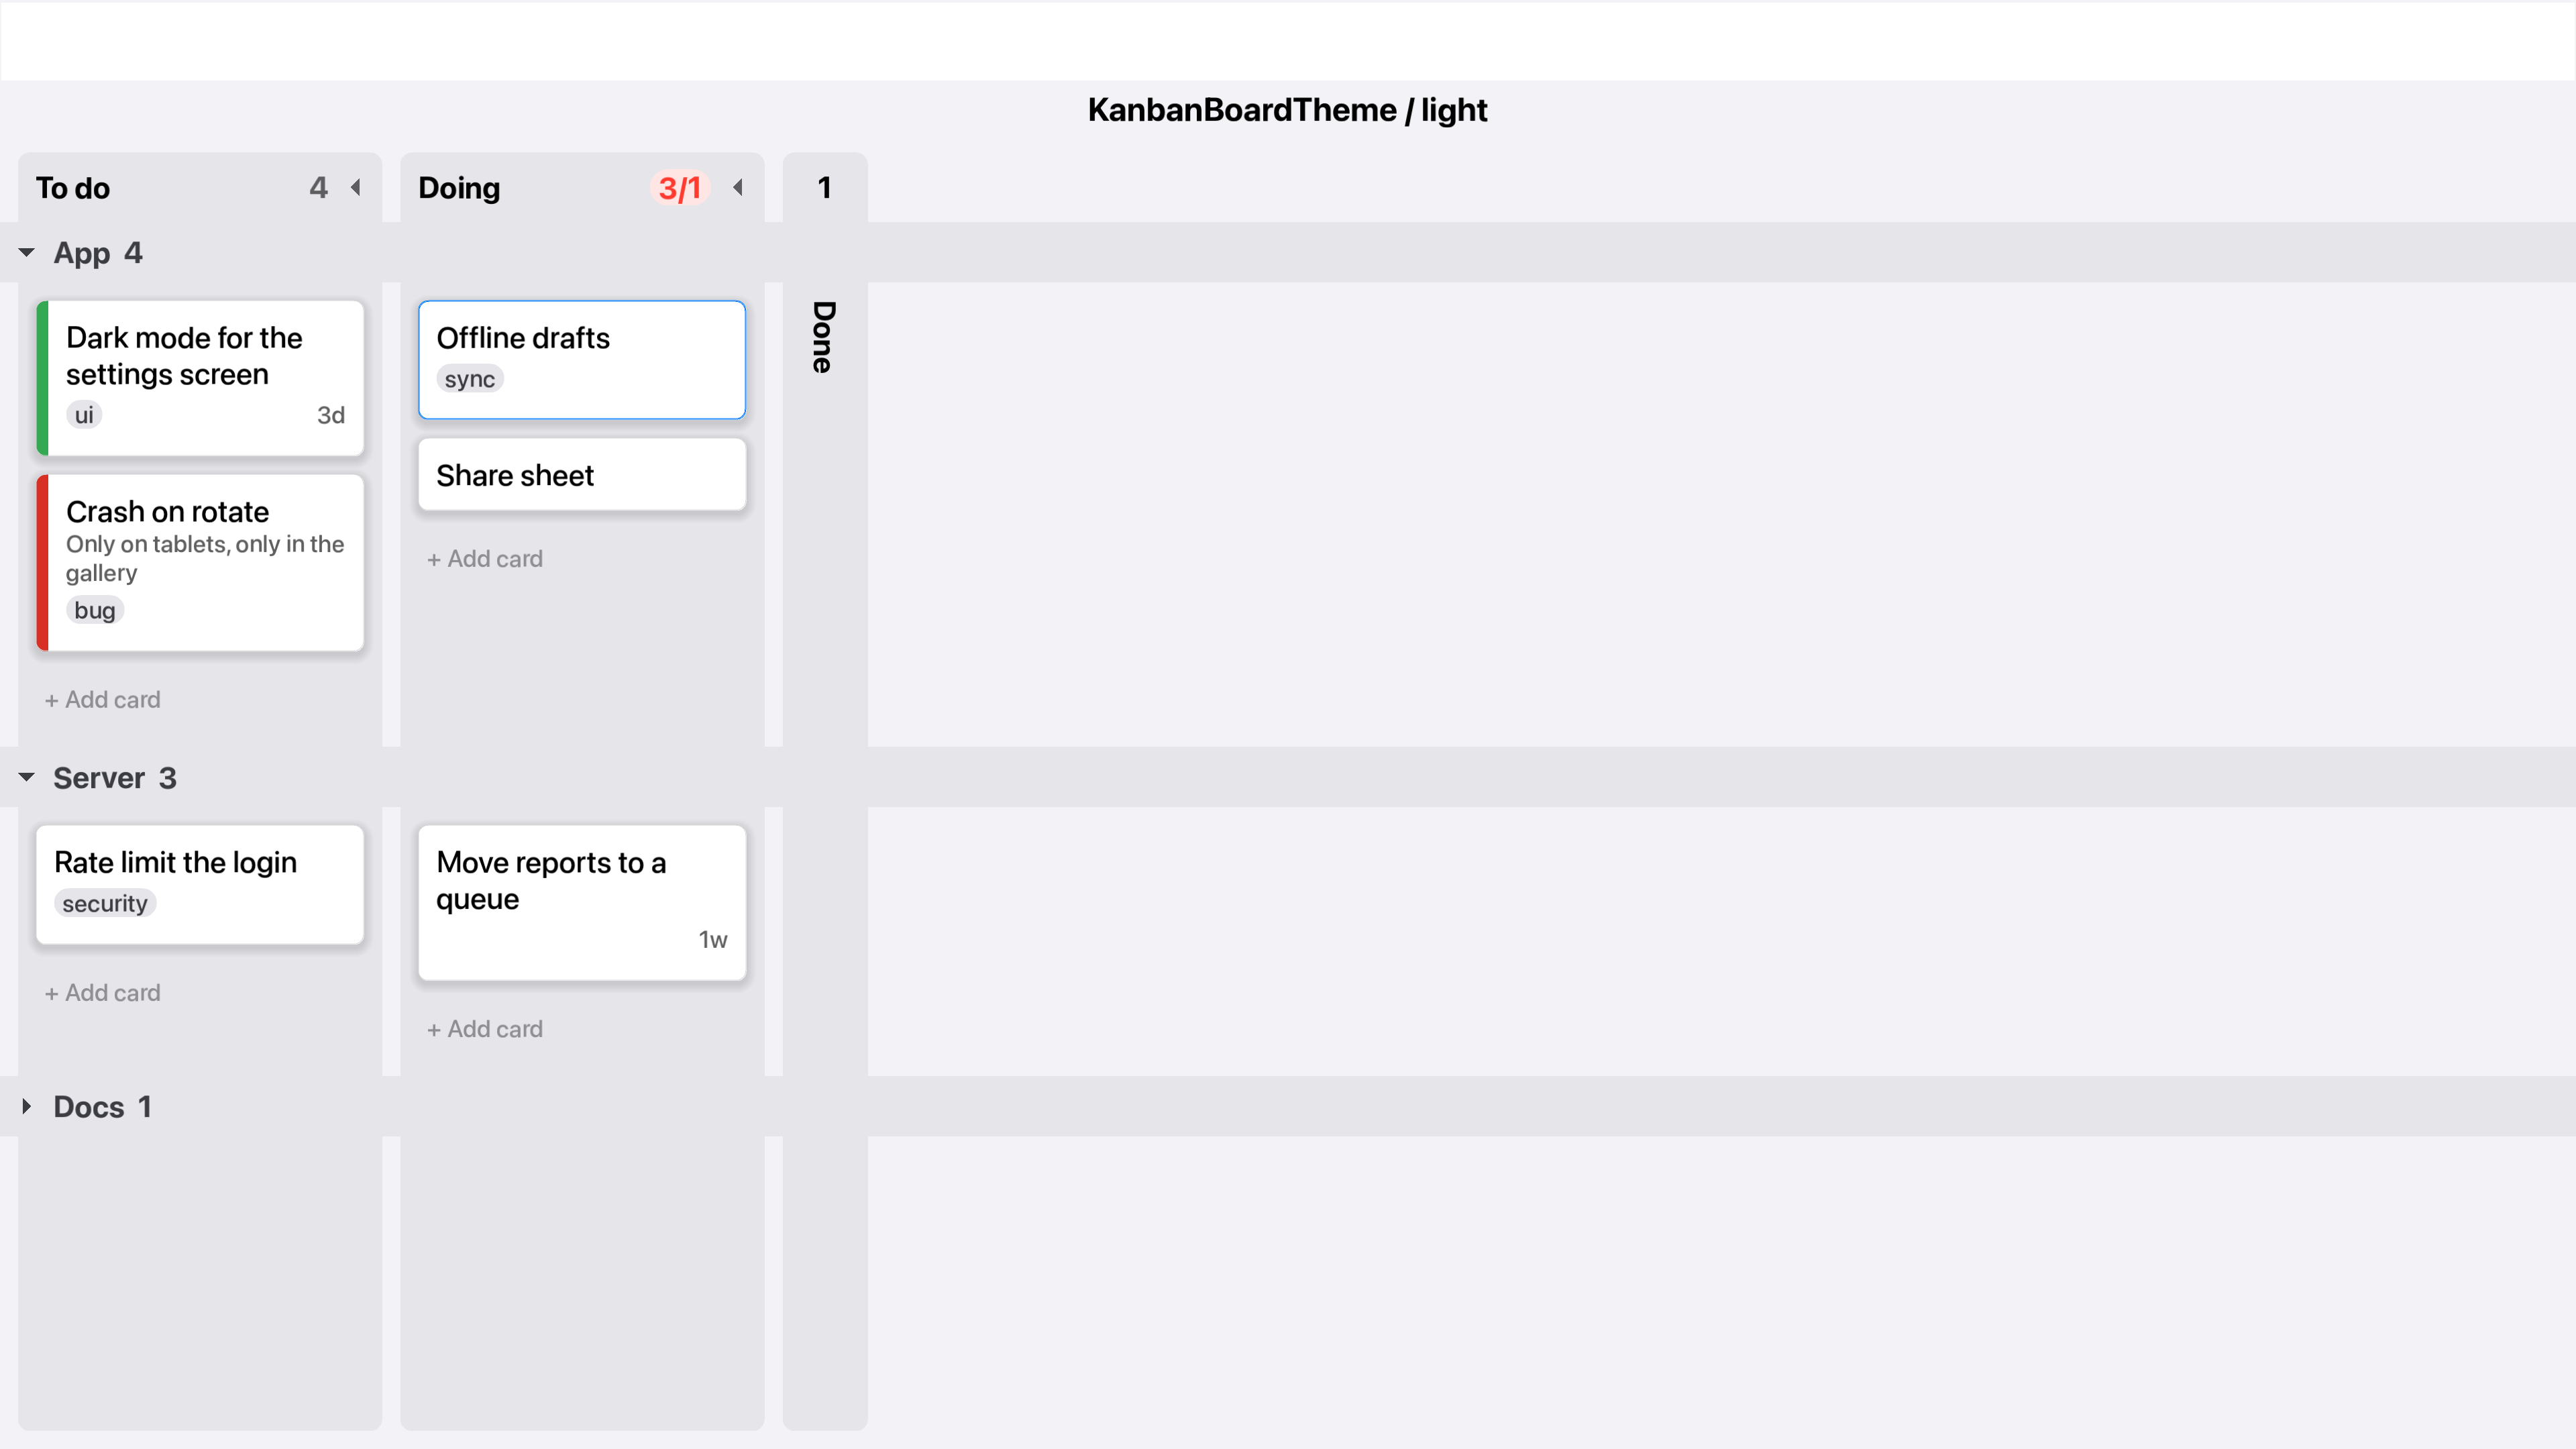 KanbanBoardTheme / light
To do 4
Doing 3/1
1
App 4
Dark mode for the
settings screen
ui 3d
Crash on rotate
Only on tablets, only in the
gallery
bug
+ Add card
Offline drafts
sync
Share sheet
+ Add card
Done
Server 3
Rate limit the login
security
+ Add card
Move reports to a
queue
1w
+ Add card
Docs 1